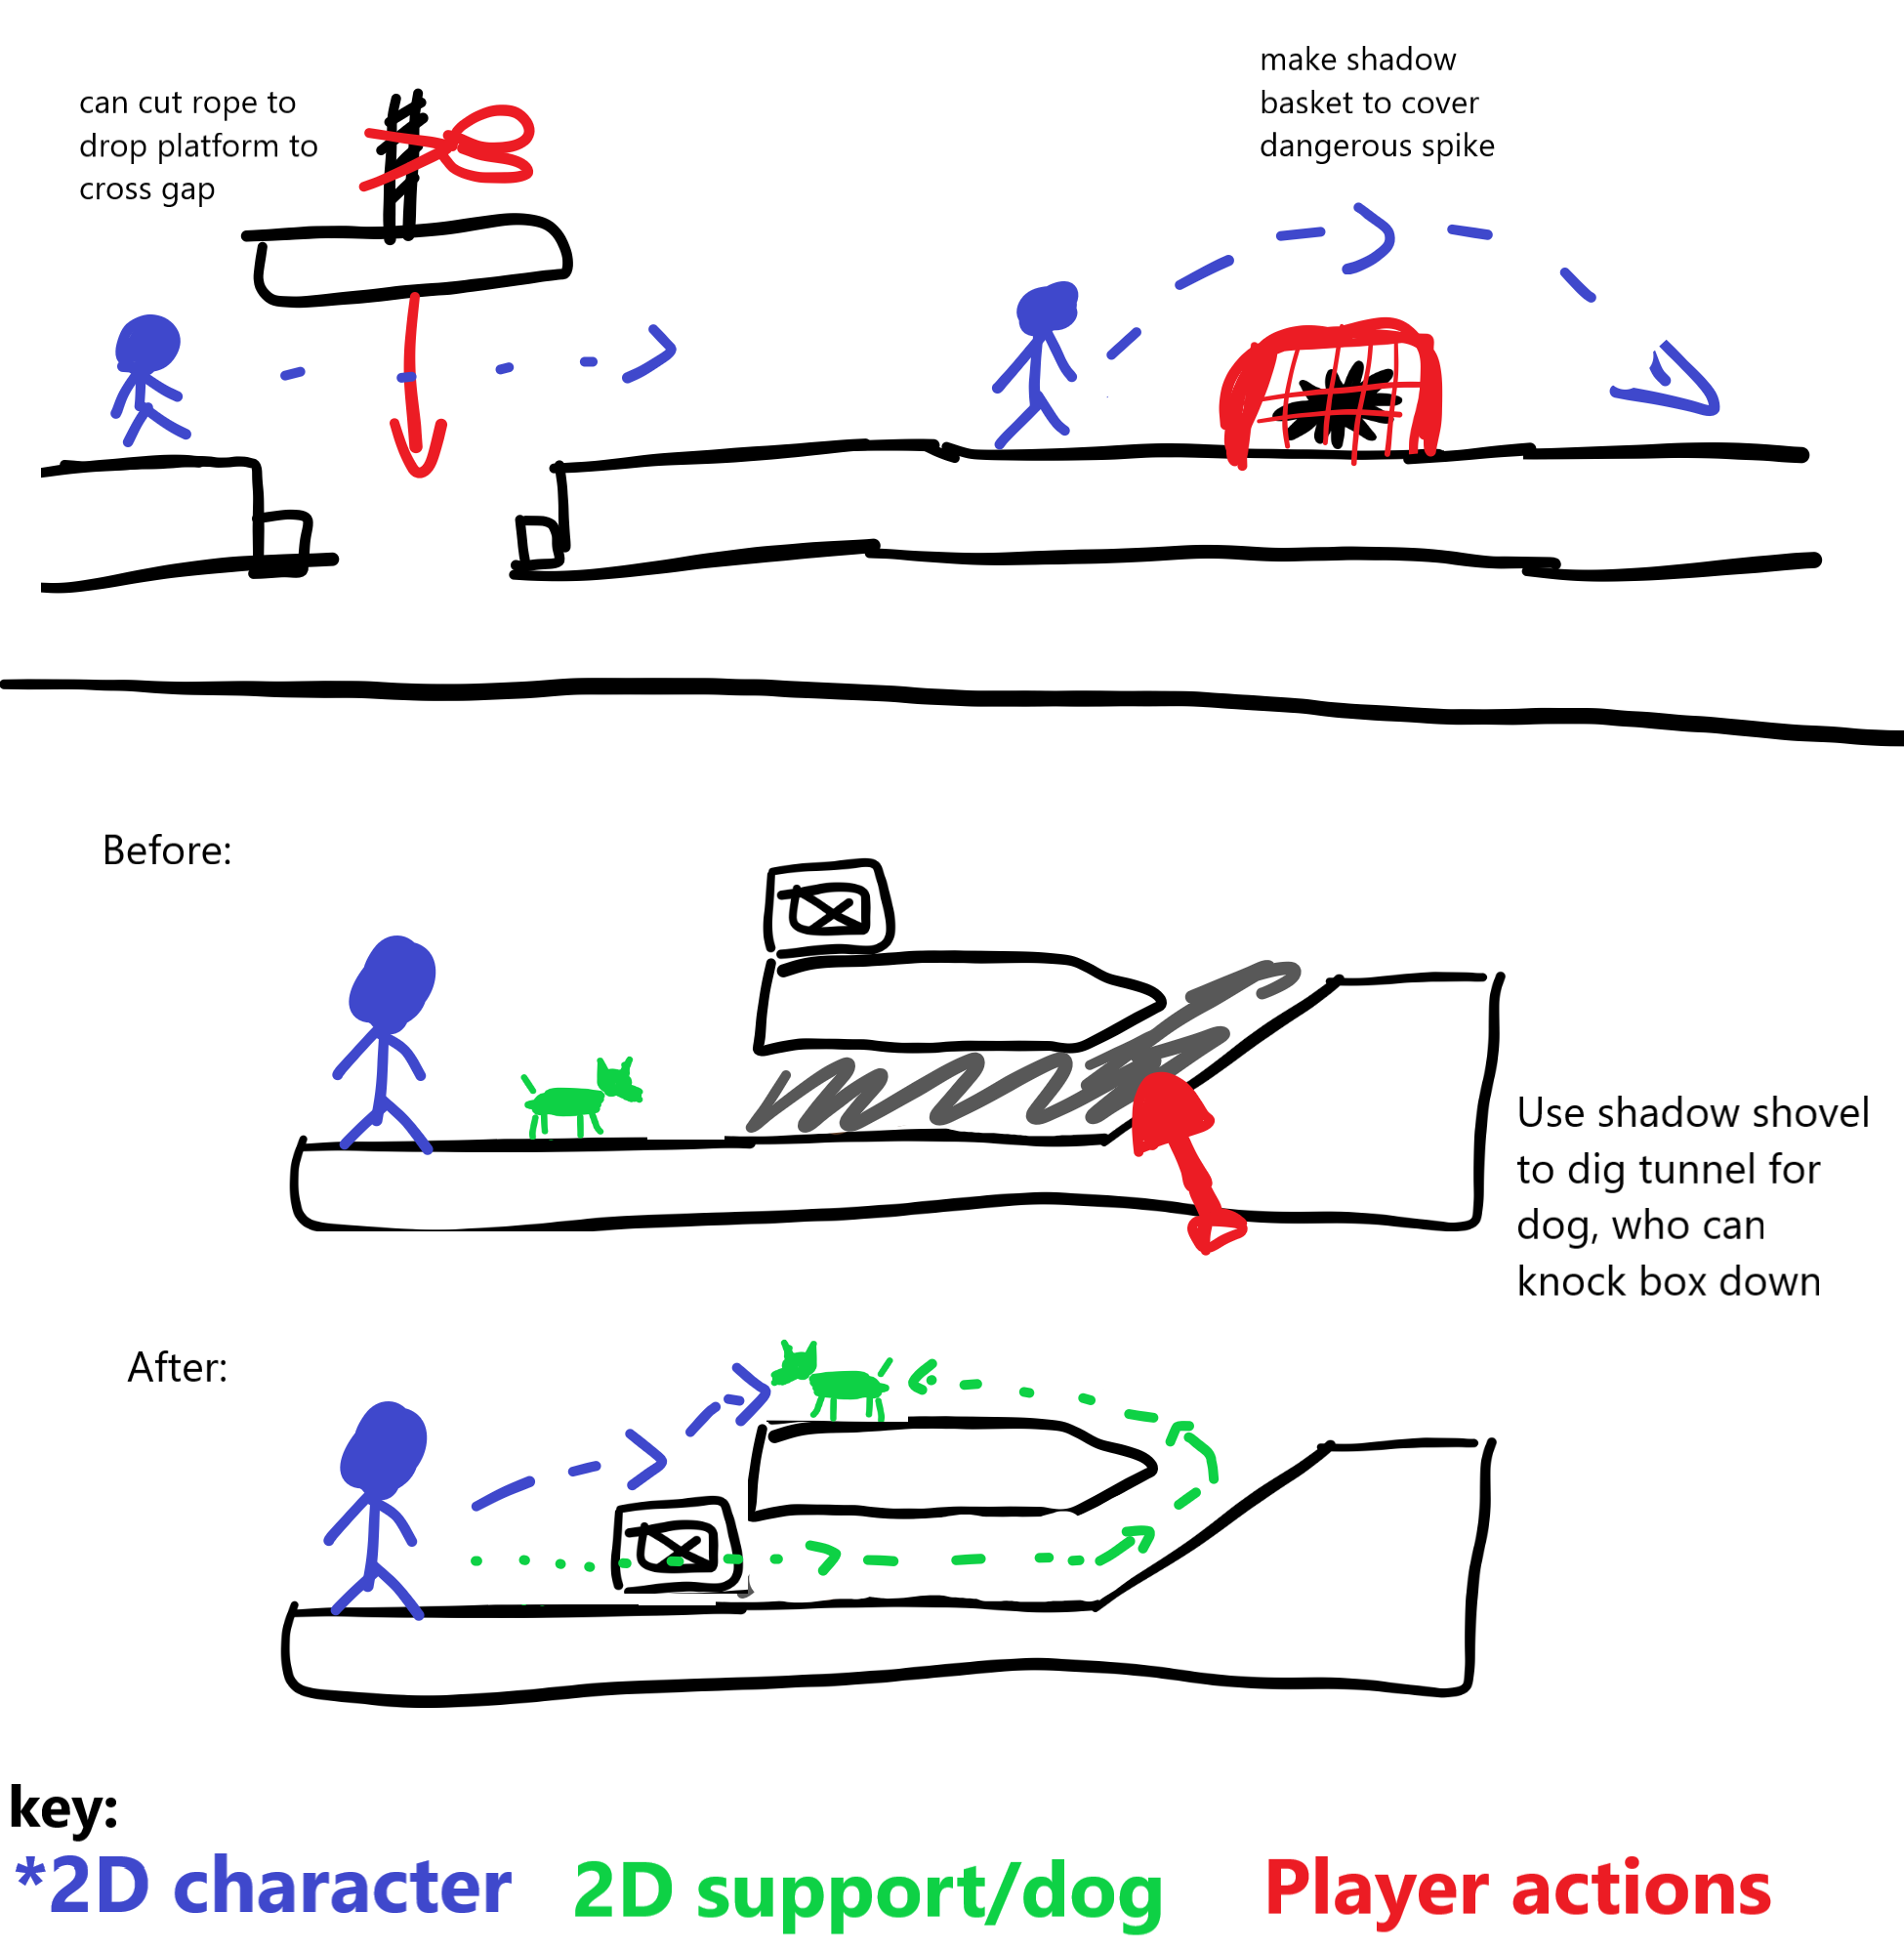 can cut rope to
drop platform to
cross gap
make shadow
basket to cover
dangerous spike
Before:
Use shadow shovel
to dig tunnel for
dog, who can
knock box down
After:
key:
*2D character
2D support/dog
Player actions